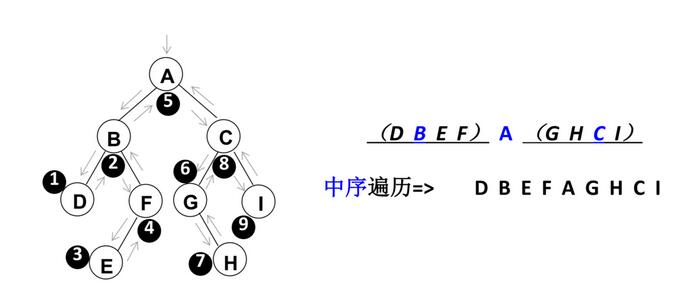 A
5
B
C
1
2
6
8
D
F
G
I
4
9
3
E
7
H
（D B E F） A （G H C I）
中序遍历=> D B E F A G H C I